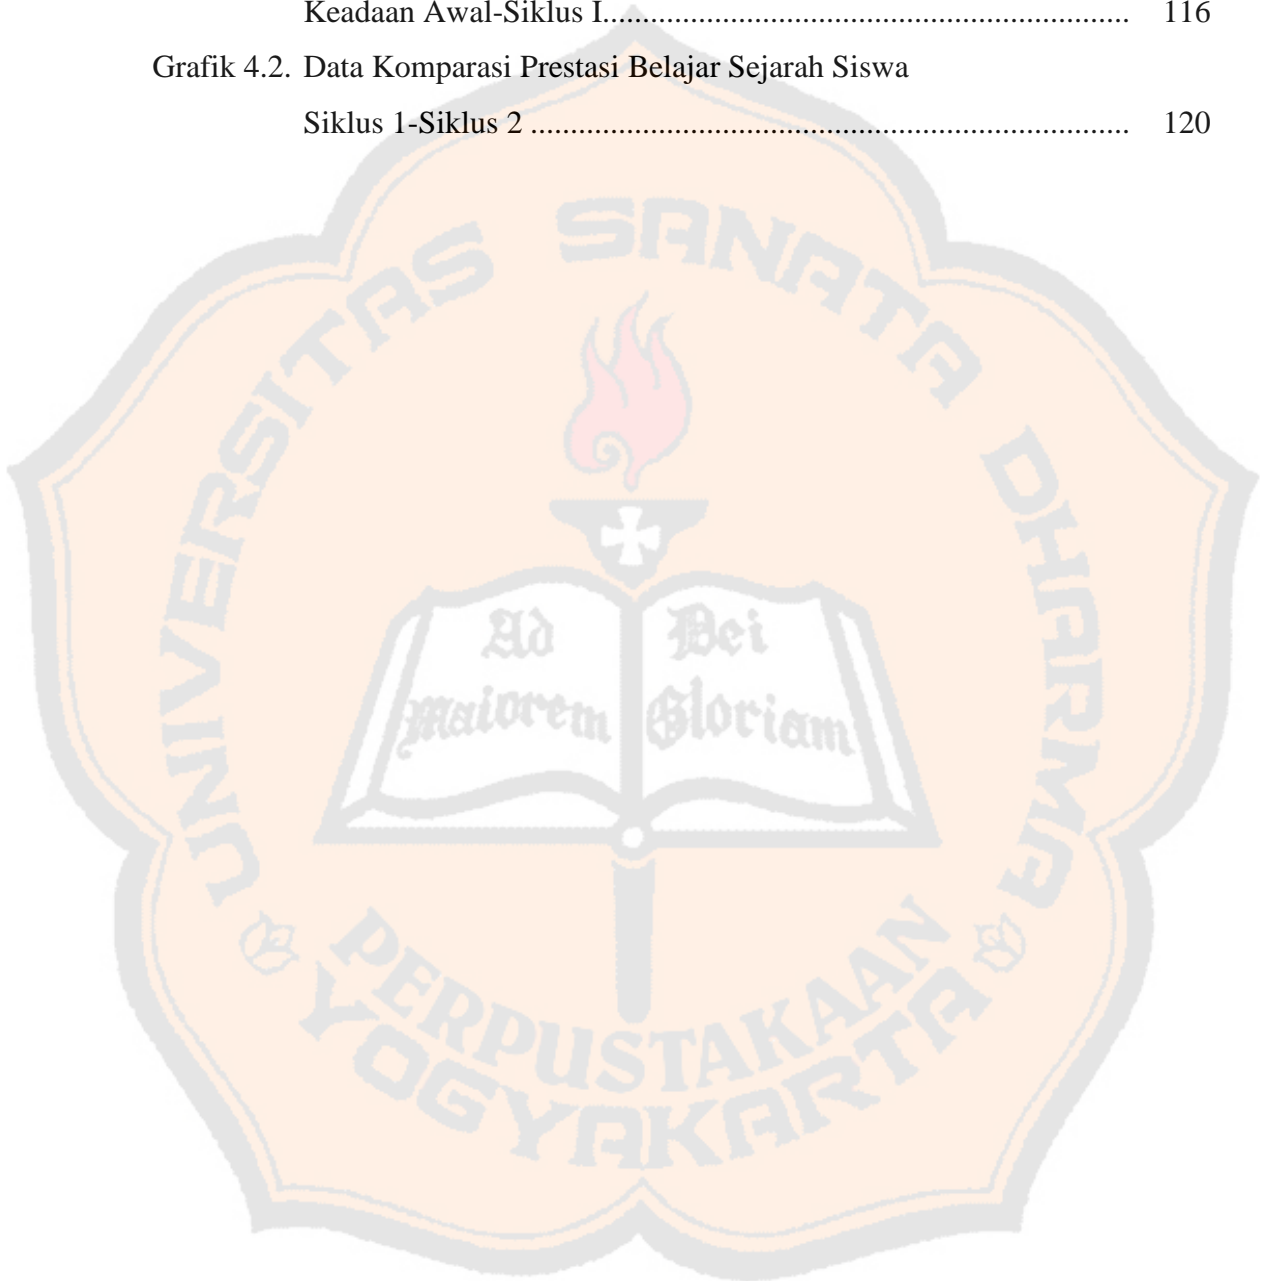 Keadaan Awal-Siklus I.................................................................. 116
Grafik 4.2. Data Komparasi Prestasi Belajar Sejarah Siswa
Siklus 1-Siklus 2 ........................................................................... 120
UNIVERSITAS SANATA DHARMA
Ad Dei
Maiorem Gloriam
PERPUSTAKAAN
YOGYAKARTA